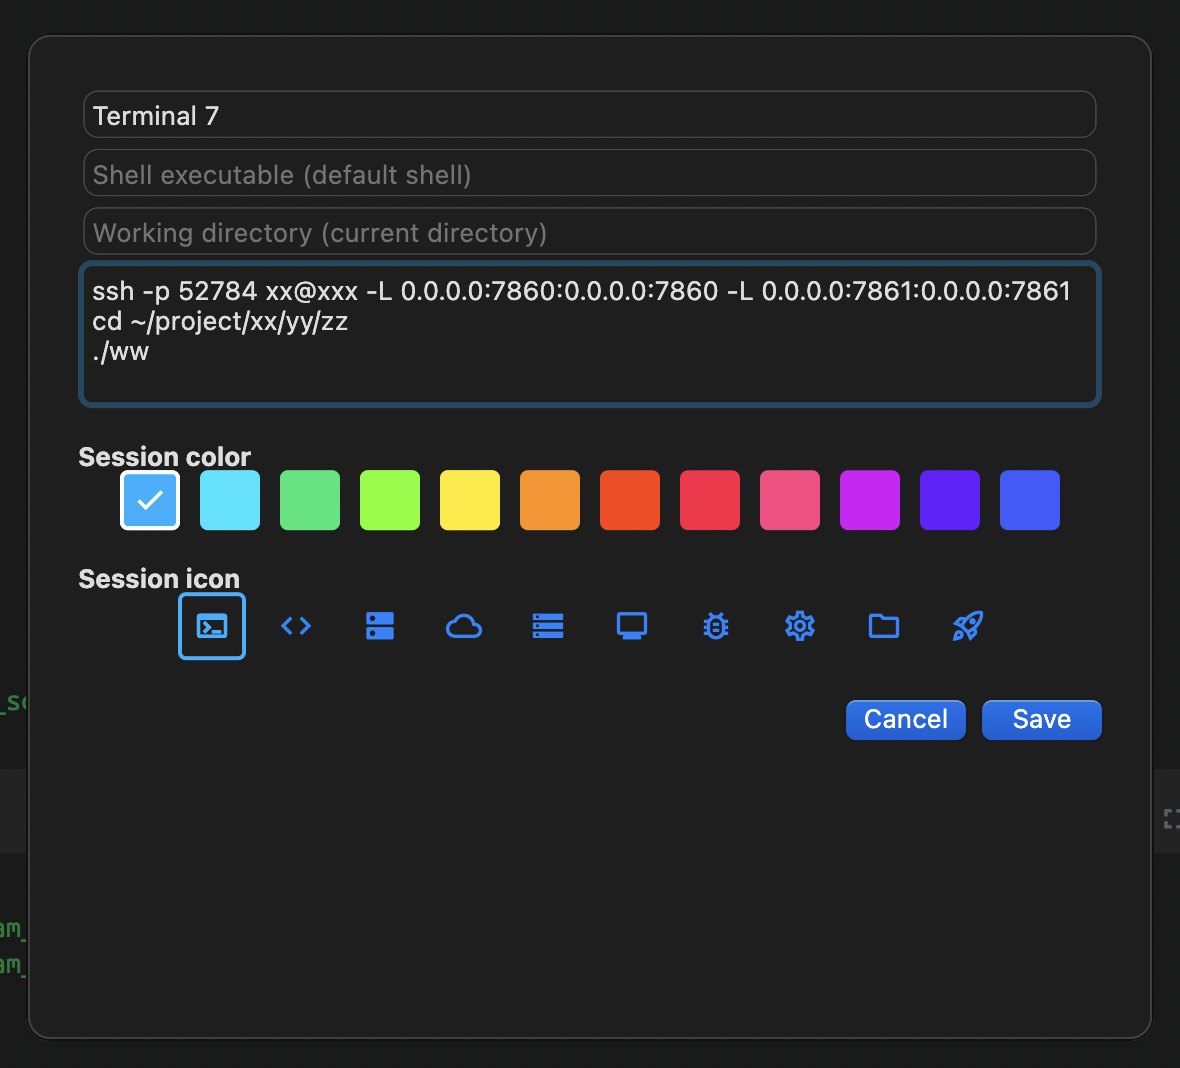 Terminal 7
Shell executable (default shell)
Working directory (current directory)
ssh -p 52784 xx@xxx -L 0.0.0.0:7860:0.0.0.0:7860 -L 0.0.0.0:7861:0.0.0.0:7861
cd ~/project/xx/yy/zz
./ww
Session color
Session icon
Cancel Save
am_
am_